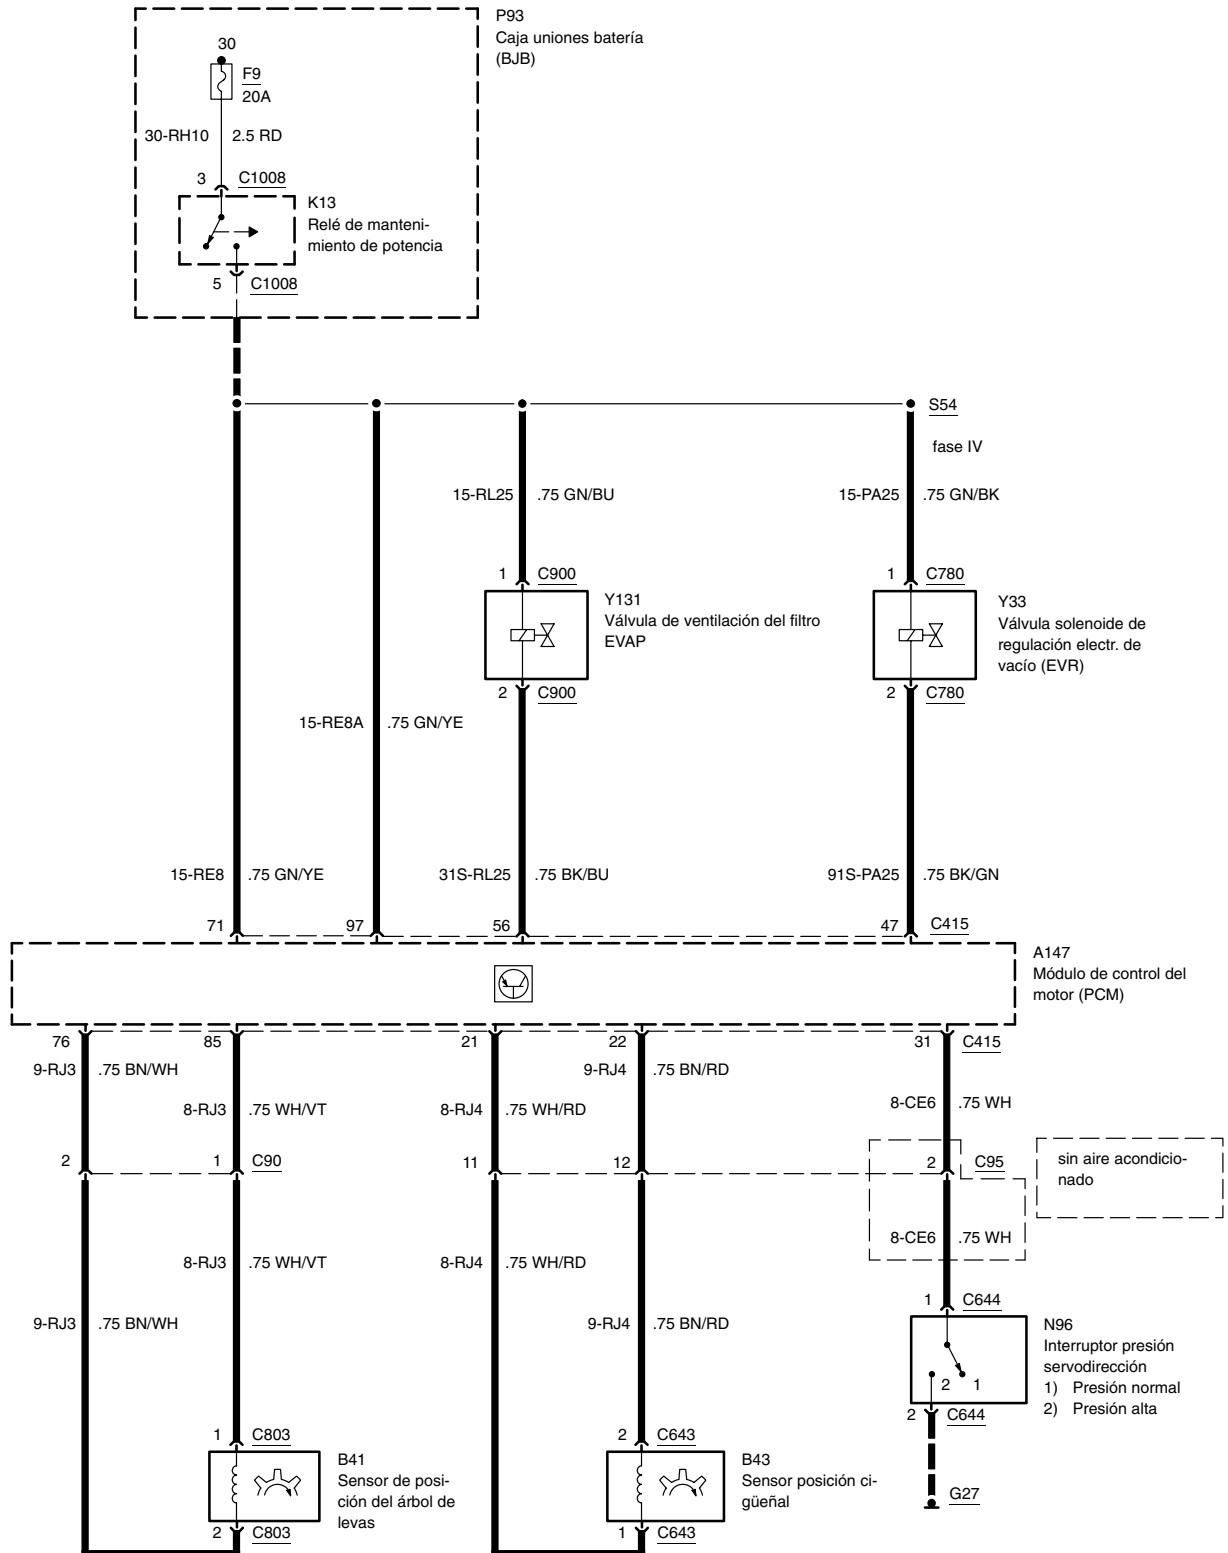 P93
Caja uniones batería
(BJB)
30
F9
20A
30-RH10 2.5 RD
3 C1008
K13
Relé de manteni-
miento de potencia
5 C1008
S54
fase IV
15-RL25 .75 GN/BU
15-PA25 .75 GN/BK
1 C900
1 C780
Y131
Válvula de ventilación del filtro
EVAP
Y33
Válvula solenoide de
regulación electr. de
vacío (EVR)
2 C900
2 C780
15-RE8A .75 GN/YE
15-RE8 .75 GN/YE
31S-RL25 .75 BK/BU
91S-PA25 .75 BK/GN
71 97 56 47 C415
A147
Módulo de control del
motor (PCM)
76 85 21 22 31 C415
9-RJ3 .75 BN/WH
9-RJ4 .75 BN/RD
8-RJ3 .75 WH/VT
8-RJ4 .75 WH/RD
8-CE6 .75 WH
2 1 C90 11 12 2 C95
sin aire acondicio-
nado
8-CE6 .75 WH
8-RJ3 .75 WH/VT
8-RJ4 .75 WH/RD
1 C644
9-RJ3 .75 BN/WH
9-RJ4 .75 BN/RD
N96
Interruptor presión
servodirección
1) Presión normal
2) Presión alta
2 1
2 C644
1 C803
2 C643
B41
Sensor de posi-
ción del árbol de
levas
B43
Sensor posición ci-
güeñal
G27
2 C803
1 C643